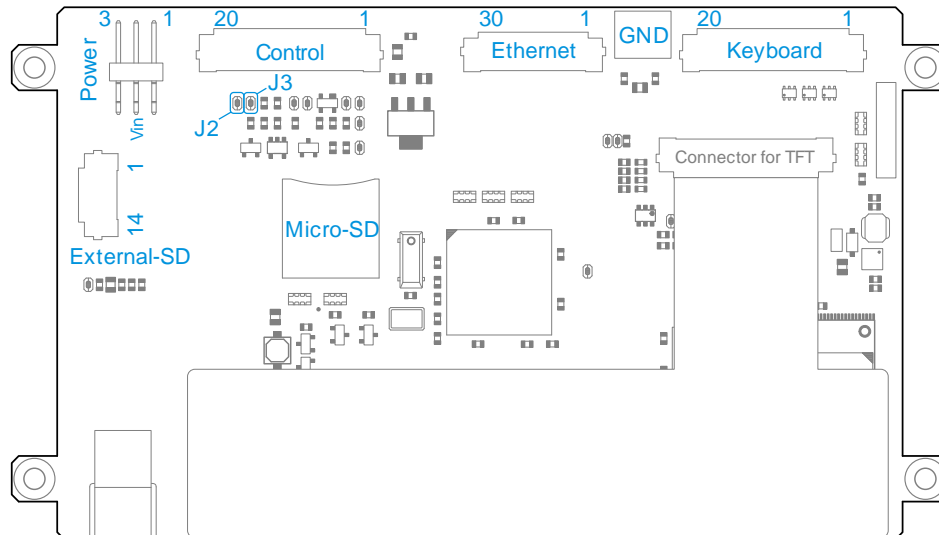 3 1
20 1
30 1
20 1
Power
Control
Ethernet
GND
Keyboard
J3
J2
Vin
1
14
Connector for TFT
Micro-SD
External-SD